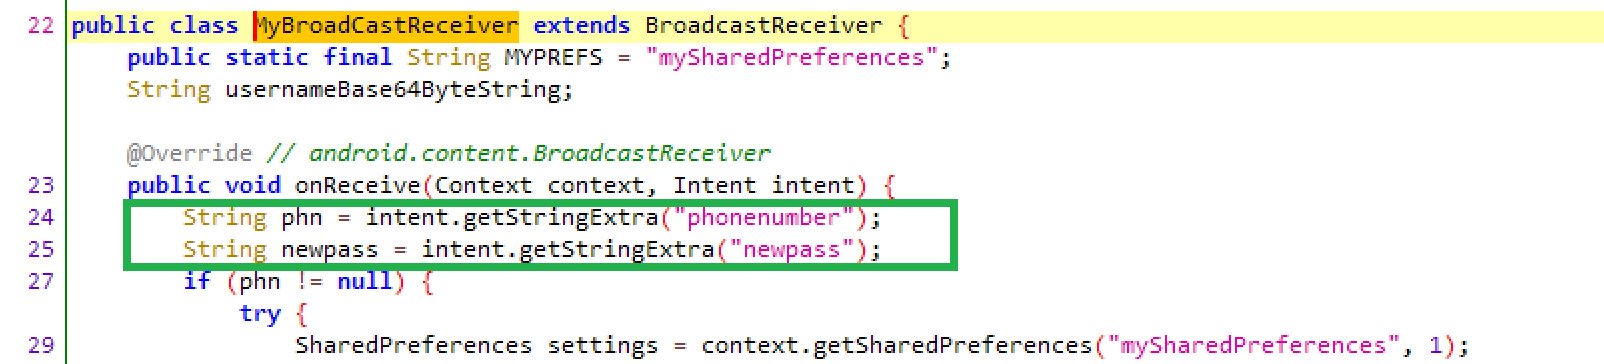 22 public class MyBroadCastReceiver extends BroadcastReceiver {
public static final String MYPREFS = "mySharedPreferences";
String usernameBase64ByteString;
@Override // android.content.BroadcastReceiver
23 public void onReceive(Context context, Intent intent) {
24 String phn = intent.getStringExtra("phonenumber");
25 String newpass = intent.getStringExtra("newpass");
27 if (phn != null) {
try {
29 SharedPreferences settings = context.getSharedPreferences("mySharedPreferences", 1);